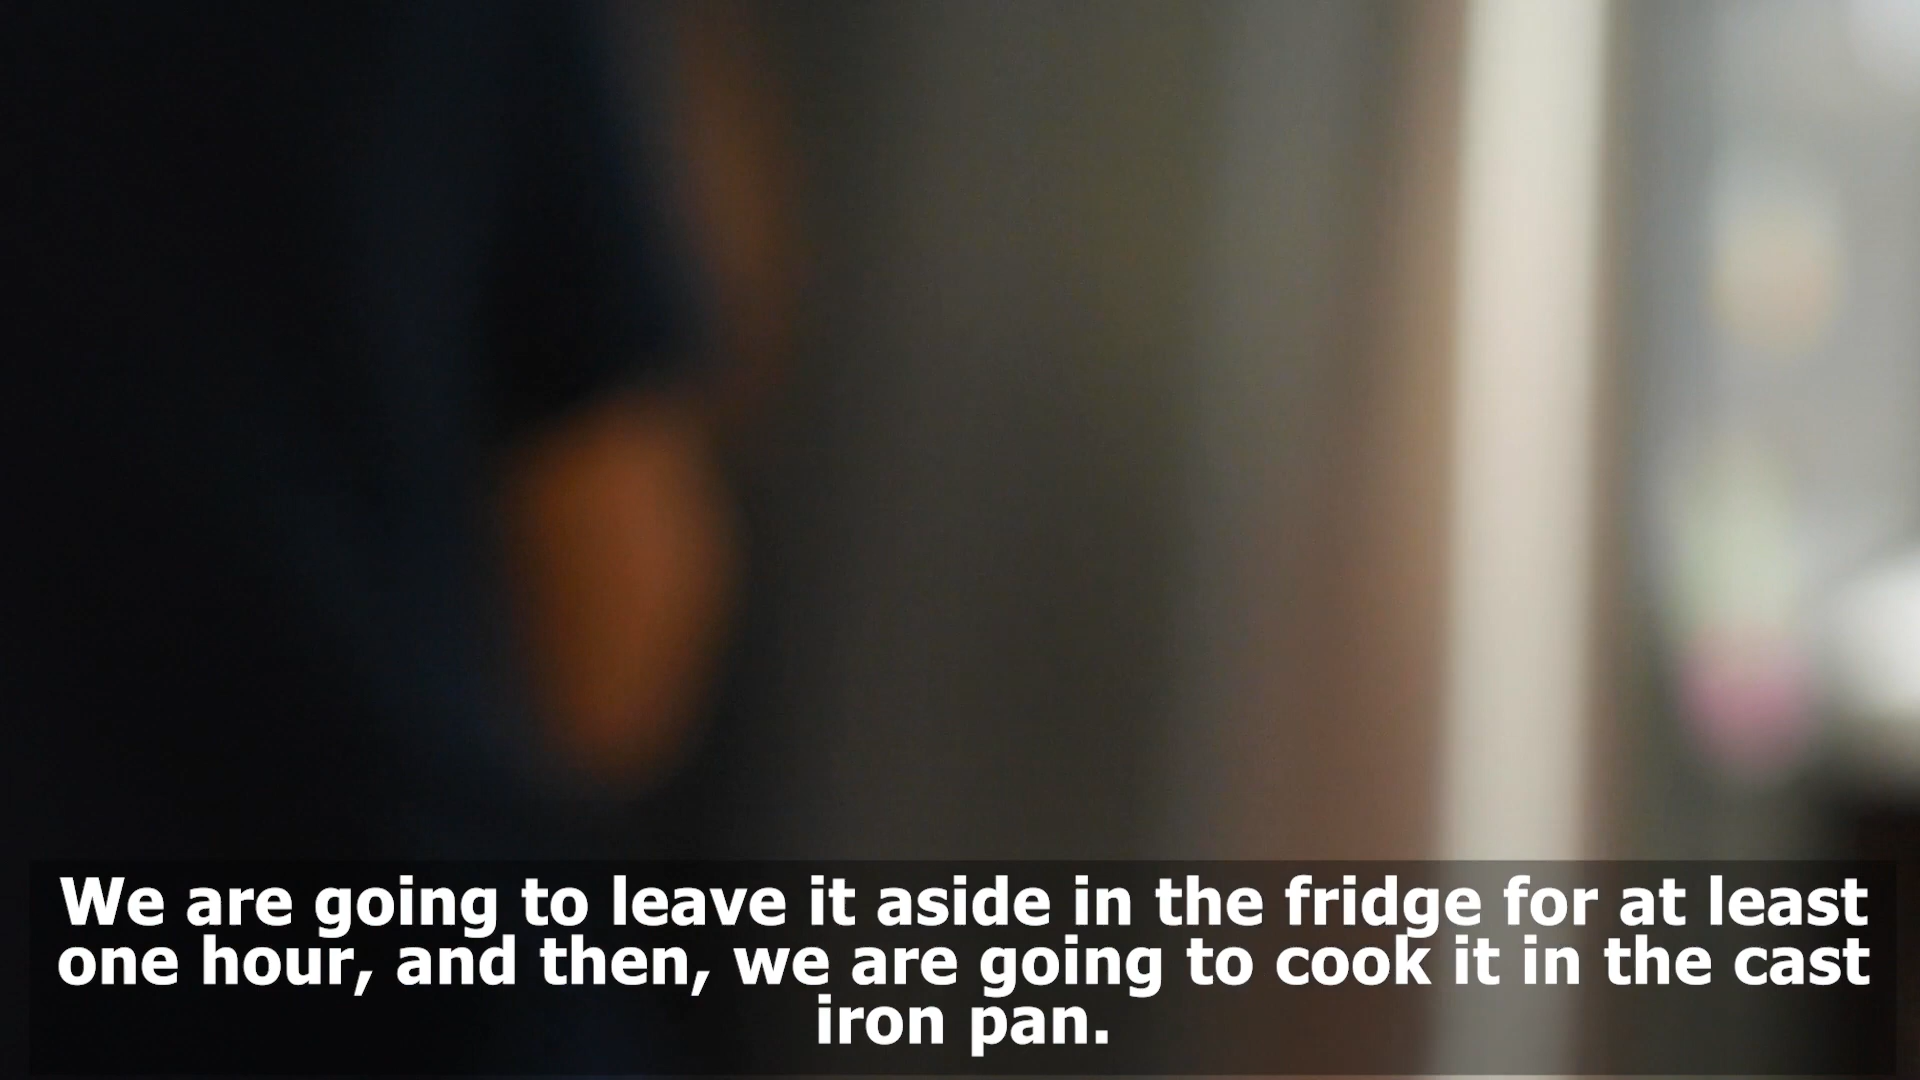 We are going to leave it aside in the fridge for at least
one hour, and then, we are going to cook it in the cast
iron pan.